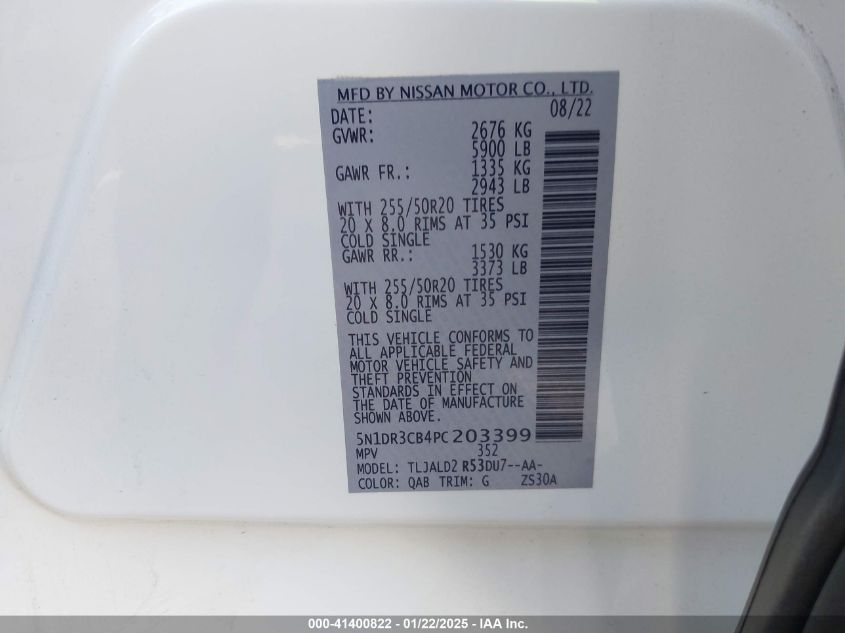 MFD BY NISSAN MOTOR CO., LTD.
DATE: 08/22
GVWR: 2676 KG
5900 LB
GAWR FR.: 1335 KG
2943 LB
WITH 255/50R20 TIRES
20 X 8.0 RIMS AT 35 PSI
COLD SINGLE
GAWR RR.: 1530 KG
3373 LB
WITH 255/50R20 TIRES
20 X 8.0 RIMS AT 35 PSI
COLD SINGLE
THIS VEHICLE CONFORMS TO
ALL APPLICABLE FEDERAL
MOTOR VEHICLE SAFETY AND
THEFT PREVENTION
STANDARDS IN EFFECT ON
THE DATE OF MANUFACTURE
SHOWN ABOVE.
5N1DR3CB4PC203399
MPV 352
MODEL: TLJALD2 R53DU7--AA-
COLOR: QAB TRIM: G ZS30A
000-41400822 - 01/22/2025 - IAA Inc.